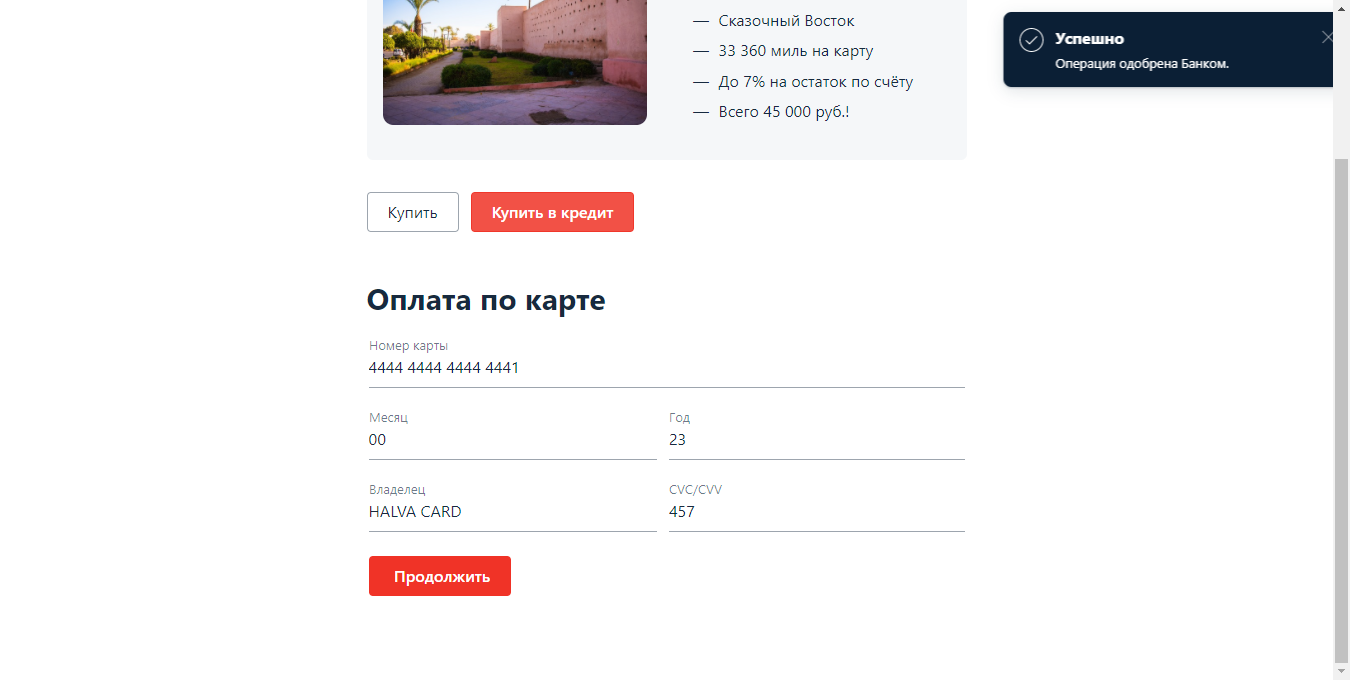 — Сказочный Восток
— 33 360 миль на карту
— До 7% на остаток по счёту
— Всего 45 000 руб.!
Успешно
Операция одобрена Банком.
Купить
Купить в кредит
Оплата по карте
Номер карты
4444 4444 4444 4441
Месяц
Год
00
23
Владелец
CVC/CVV
HALVA CARD
457
Продолжить